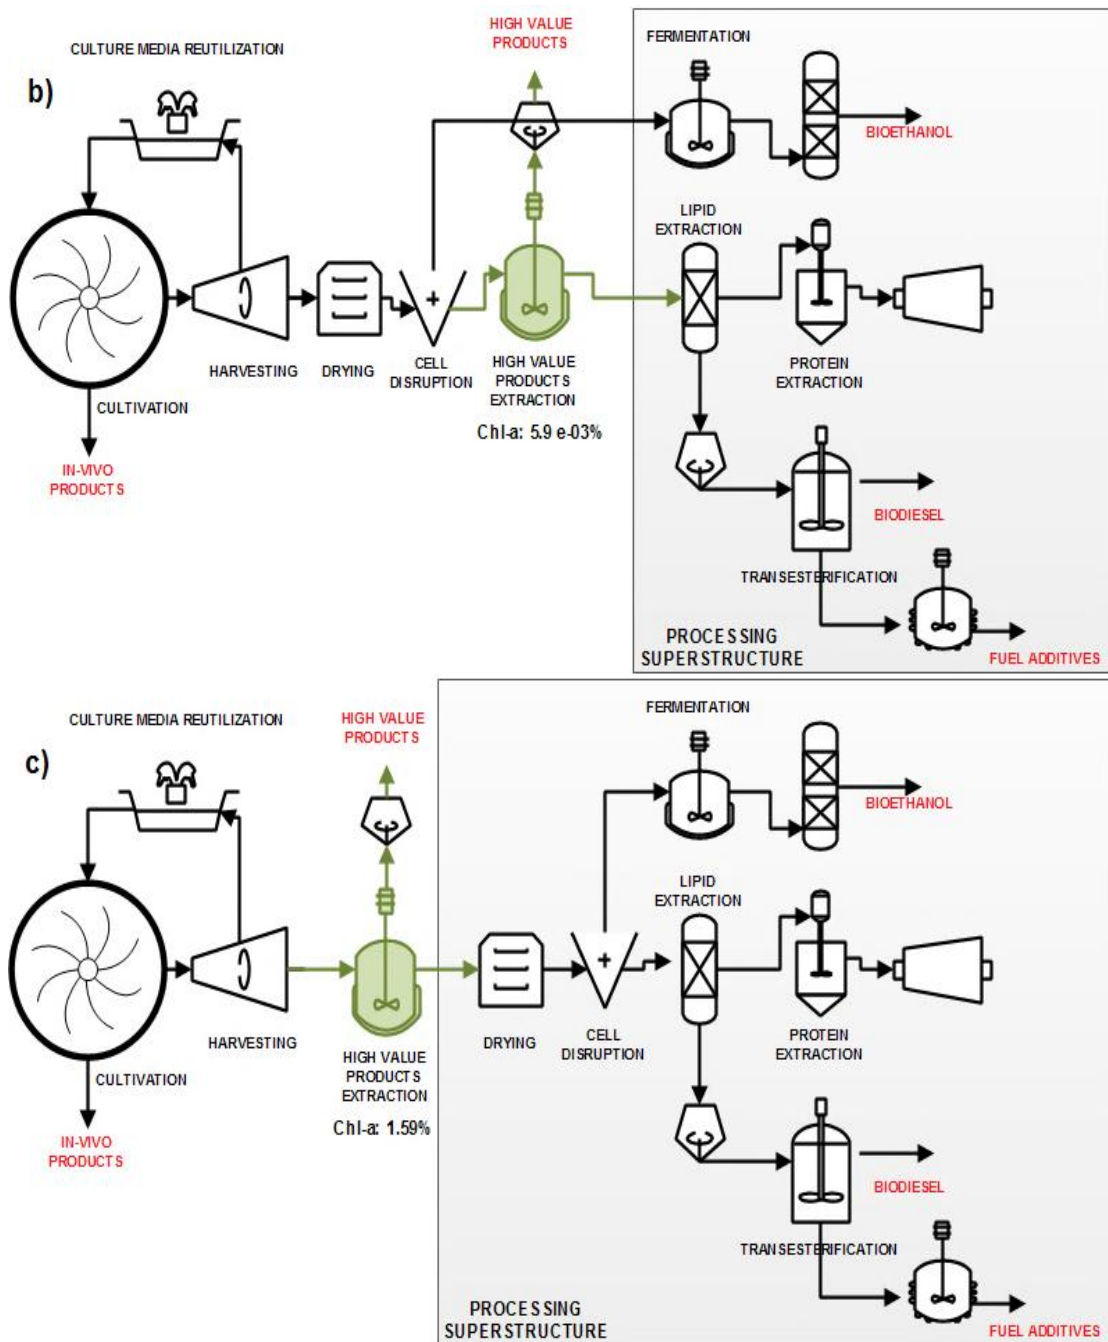 CULTURE MEDIA REUTILIZATION
HIGH VALUE
PRODUCTS
FERMENTATION
b)
BIOETHANOL
LIPID
EXTRACTION
HARVESTING
DRYING
CELL
DISRUPTION
HIGH VALUE
PRODUCTS
EXTRACTION
PROTEIN
EXTRACTION
CULTIVATION
Chl-a: 5.9 e-03%
IN-VIVO
PRODUCTS
BIODIESEL
TRANSESTERIFICATION
PROCESSING
SUPERSTRUCTURE
FUEL ADDITIVES
CULTURE MEDIA REUTILIZATION
HIGH VALUE
PRODUCTS
FERMENTATION
c)
BIOETHANOL
LIPID
EXTRACTION
HARVESTING
HIGH VALUE
PRODUCTS
EXTRACTION
DRYING
CELL
DISRUPTION
PROTEIN
EXTRACTION
CULTIVATION
Chl-a: 1.59%
IN-VIVO
PRODUCTS
BIODIESEL
TRANSESTERIFICATION
PROCESSING
SUPERSTRUCTURE
FUEL ADDITIVES